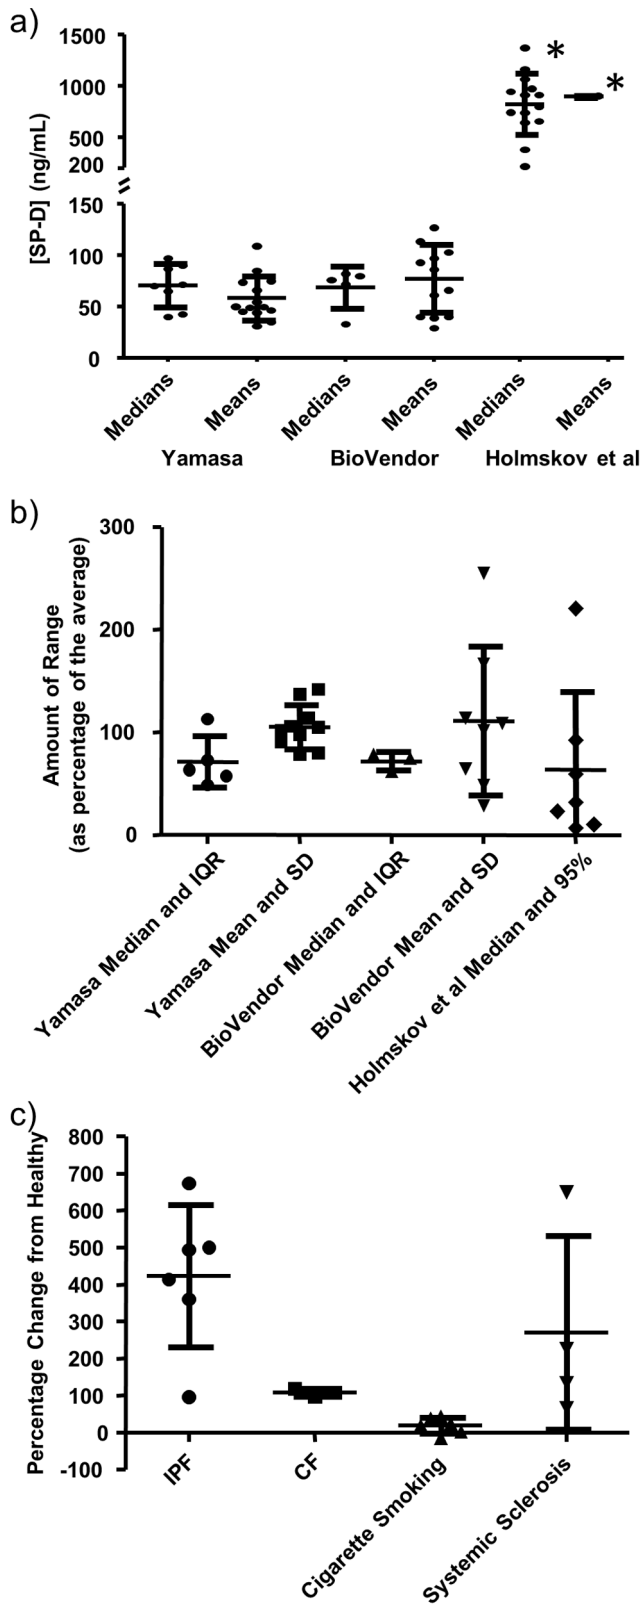 a)
[SP-D] (ng/mL)
1500
1000
500
200
150
100
50
0
*
*
Medians
Means
Medians
Means
Medians
Means
Yamasa
BioVendor
Holmskov et al
b)
Amount of Range
(as percentage of the average)
300
200
100
0
Yamasa Median and IQR
Yamasa Mean and SD
BioVendor Median and IQR
BioVendor Mean and SD
Holmskov et al Median and 95%
c)
Percentage Change from Healthy
800
700
600
500
400
300
200
100
0
-100
IPF
CF
Cigarette Smoking
Systemic Sclerosis